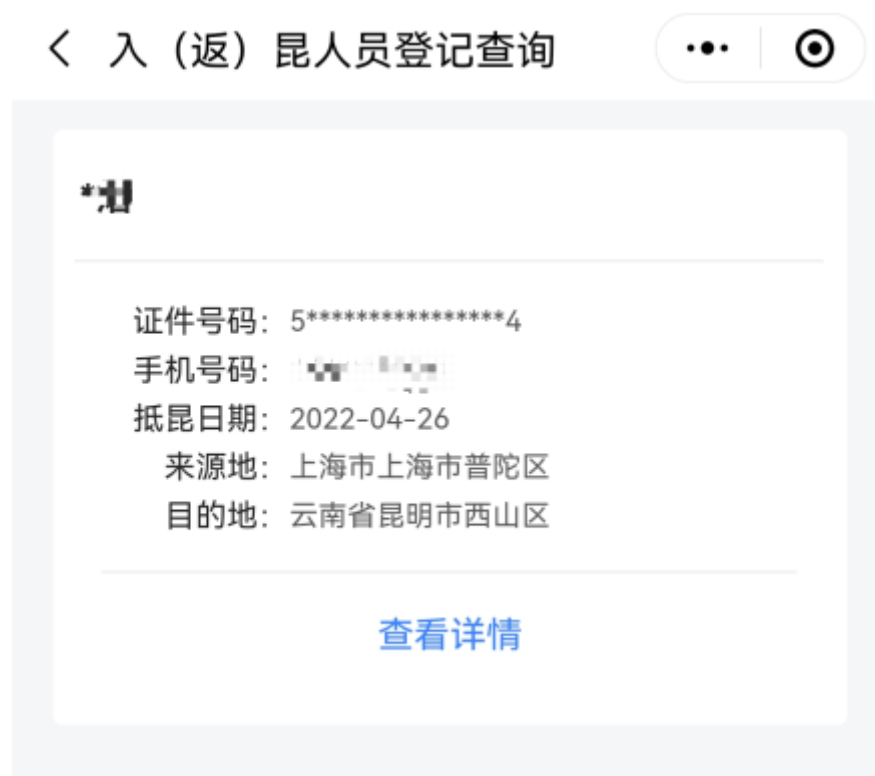 入（返）昆人员登记查询
证件号码：5****************4
手机号码：
抵昆日期：2022-04-26
来源地：上海市上海市普陀区
目的地：云南省昆明市西山区
查看详情